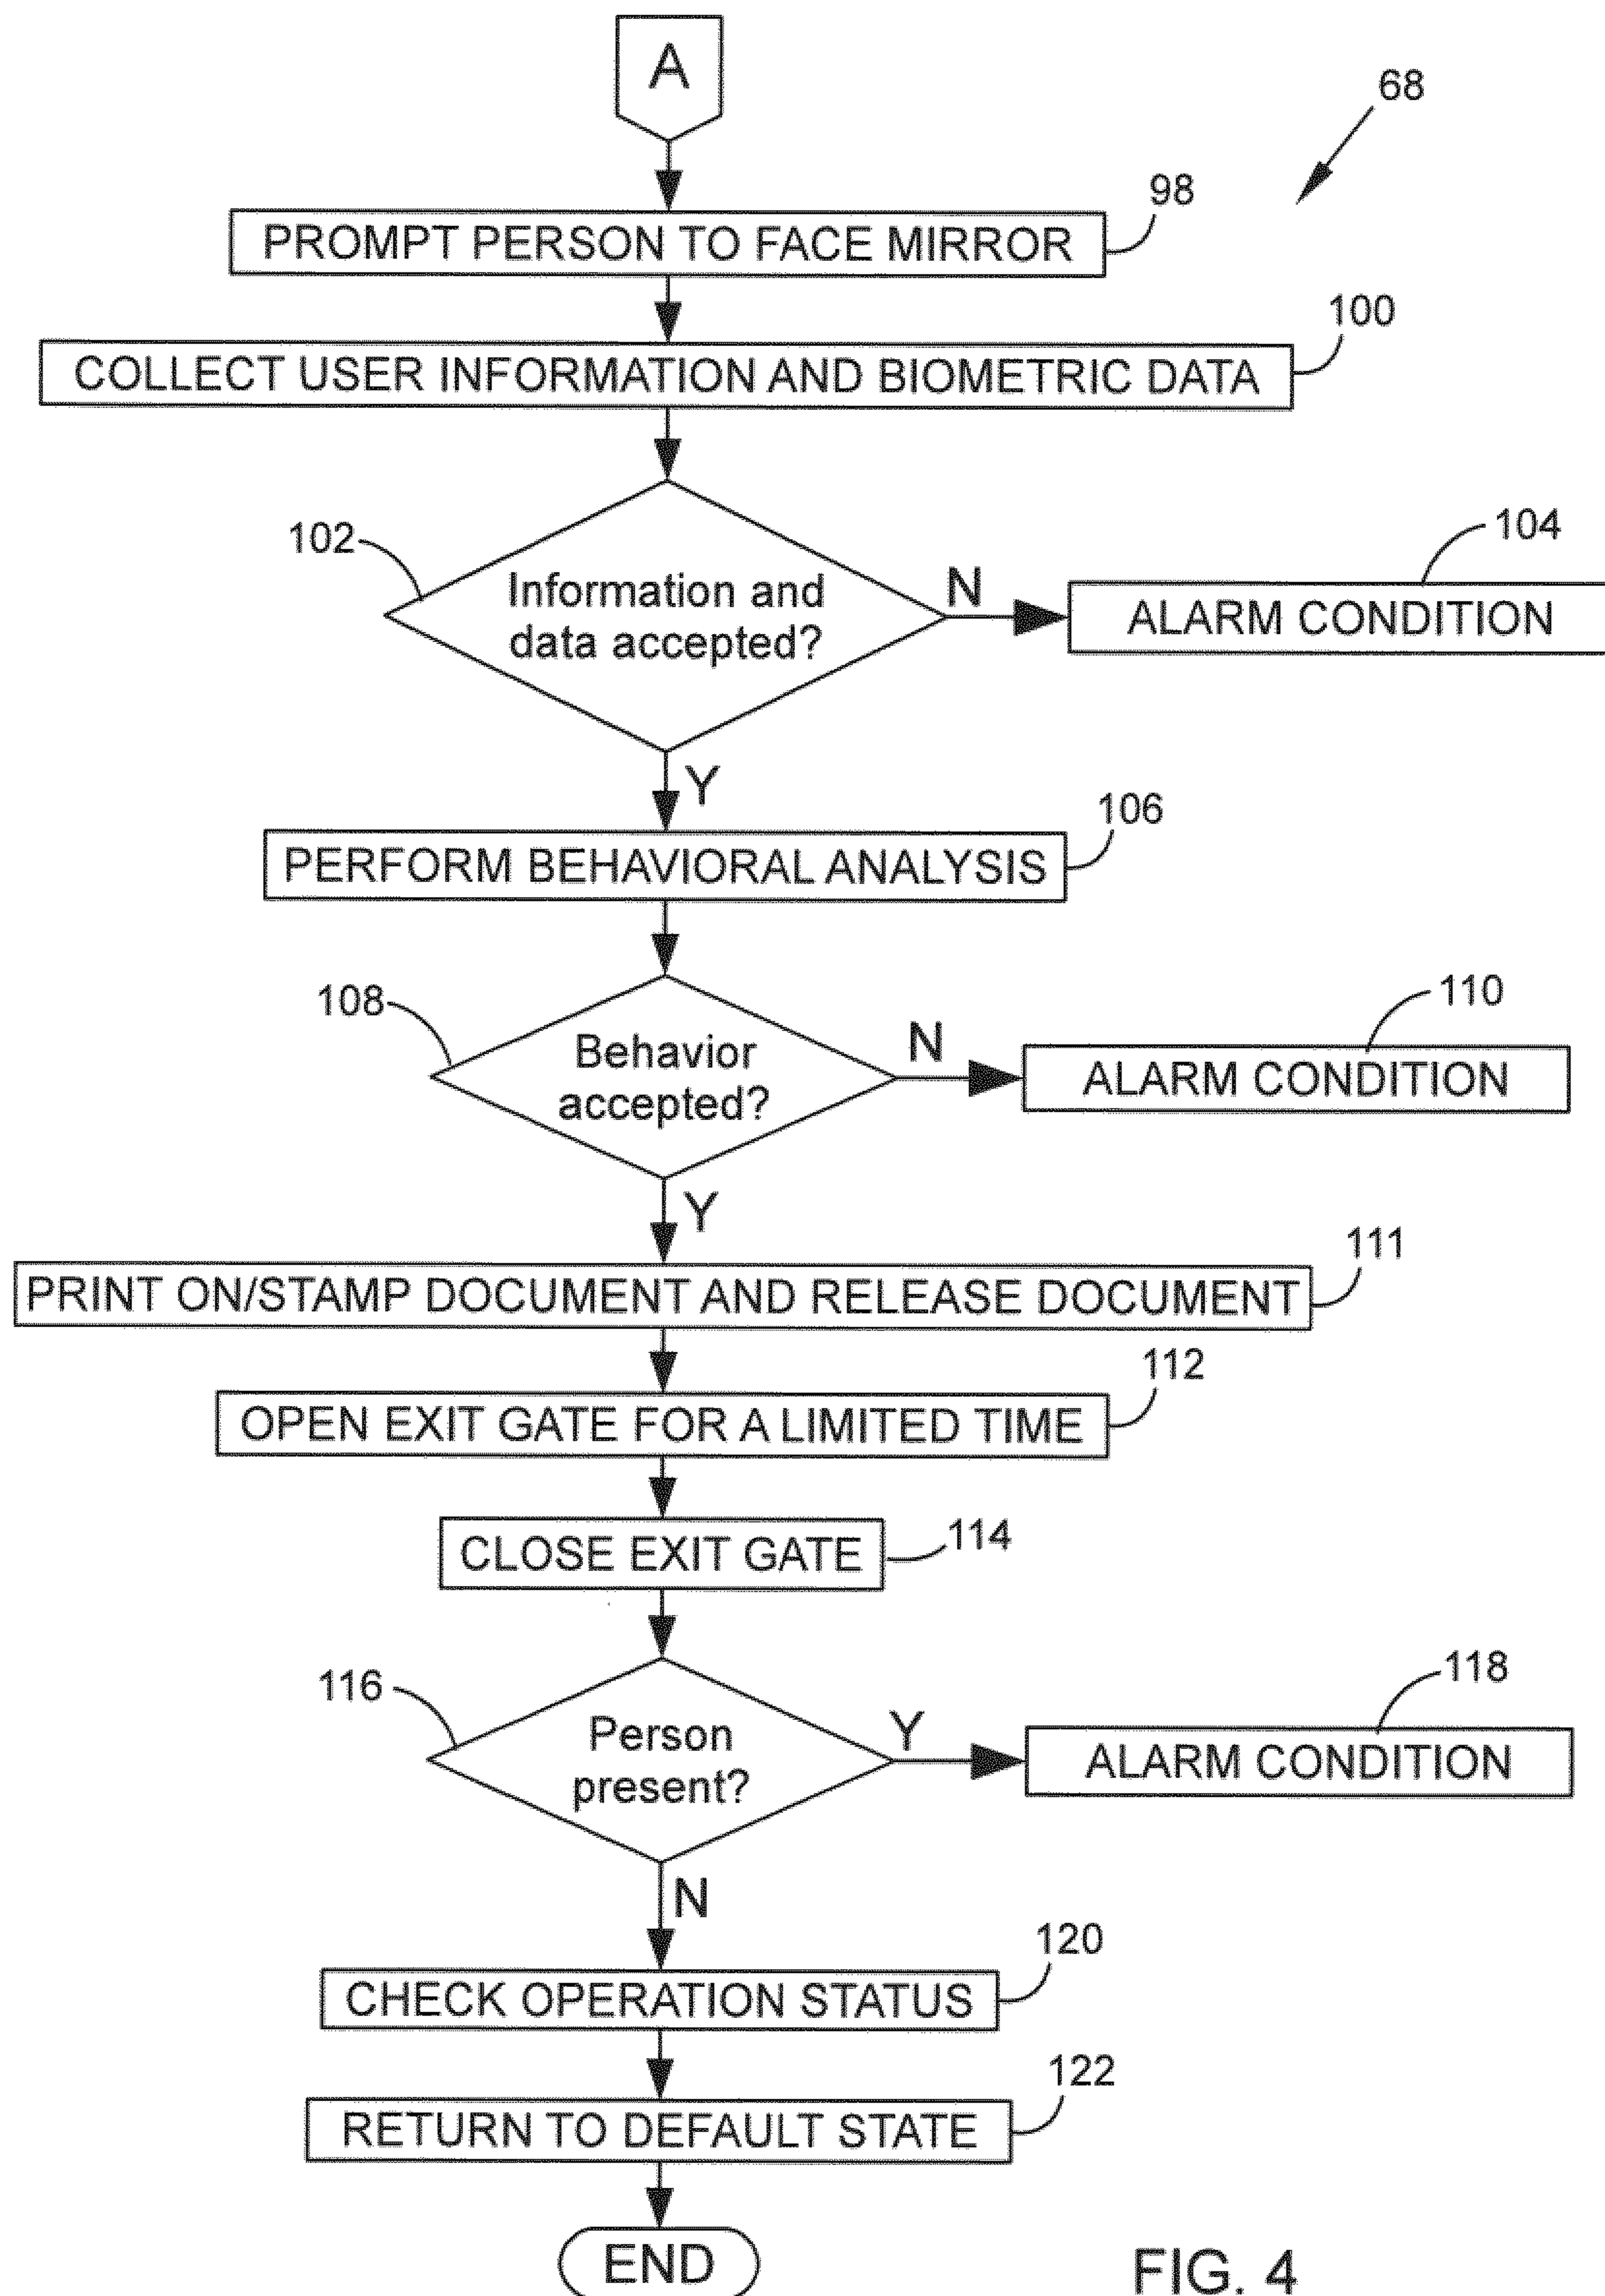 A
68
98
PROMPT PERSON TO FACE MIRROR
100
COLLECT USER INFORMATION AND BIOMETRIC DATA
102
Information and
data accepted?
N
104
ALARM CONDITION
Y
106
PERFORM BEHAVIORAL ANALYSIS
108
Behavior
accepted?
N
110
ALARM CONDITION
Y
111
PRINT ON/STAMP DOCUMENT AND RELEASE DOCUMENT
112
OPEN EXIT GATE FOR A LIMITED TIME
CLOSE EXIT GATE
114
116
Person
present?
Y
118
ALARM CONDITION
N
120
CHECK OPERATION STATUS
122
RETURN TO DEFAULT STATE
END
FIG. 4